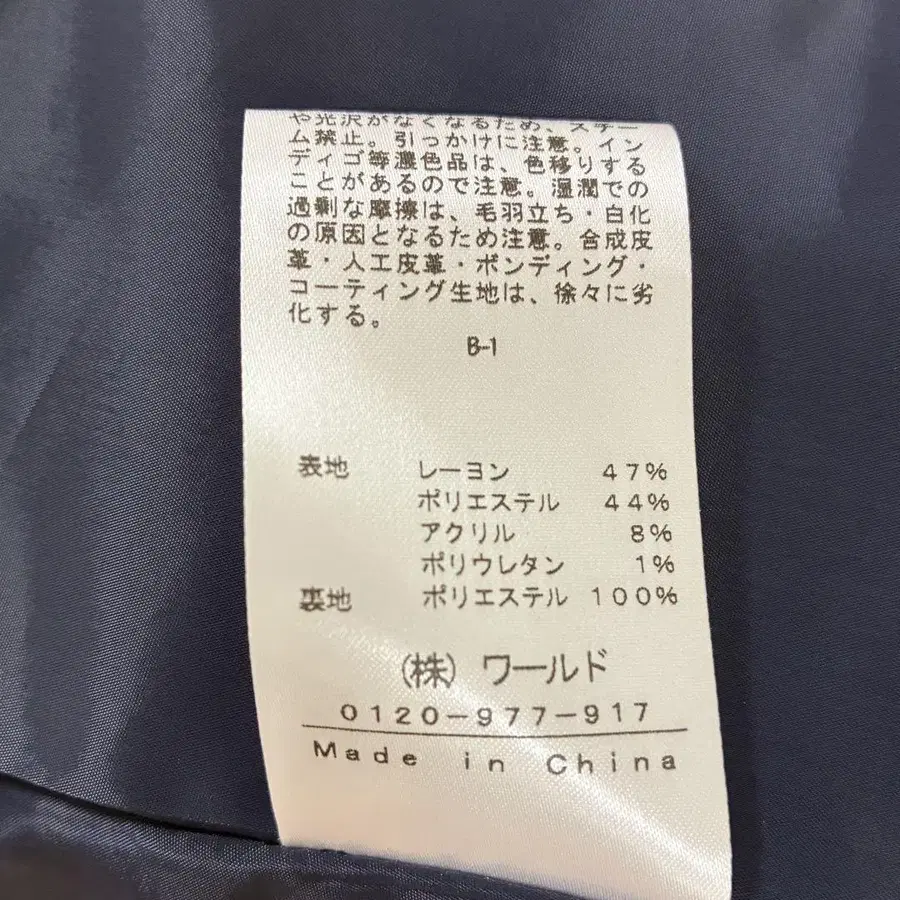 や光沢がなくなるため、スチー
ム禁止。引っかけに注意。イン
ディゴ等濃色品は、色移りする
ことがあるので注意。湿潤での
過剰な摩擦は、毛羽立ち・白化
の原因となるため注意。合成皮
革・人工皮革・ボンディング・
コーティング生地は、徐々に劣
化する。
B-1
表地 レーヨン 47%
ポリエステル 44%
アクリル 8%
ポリウレタン 1%
裏地 ポリエステル 100%
(株) ワールド
0120-977-917
Made in China